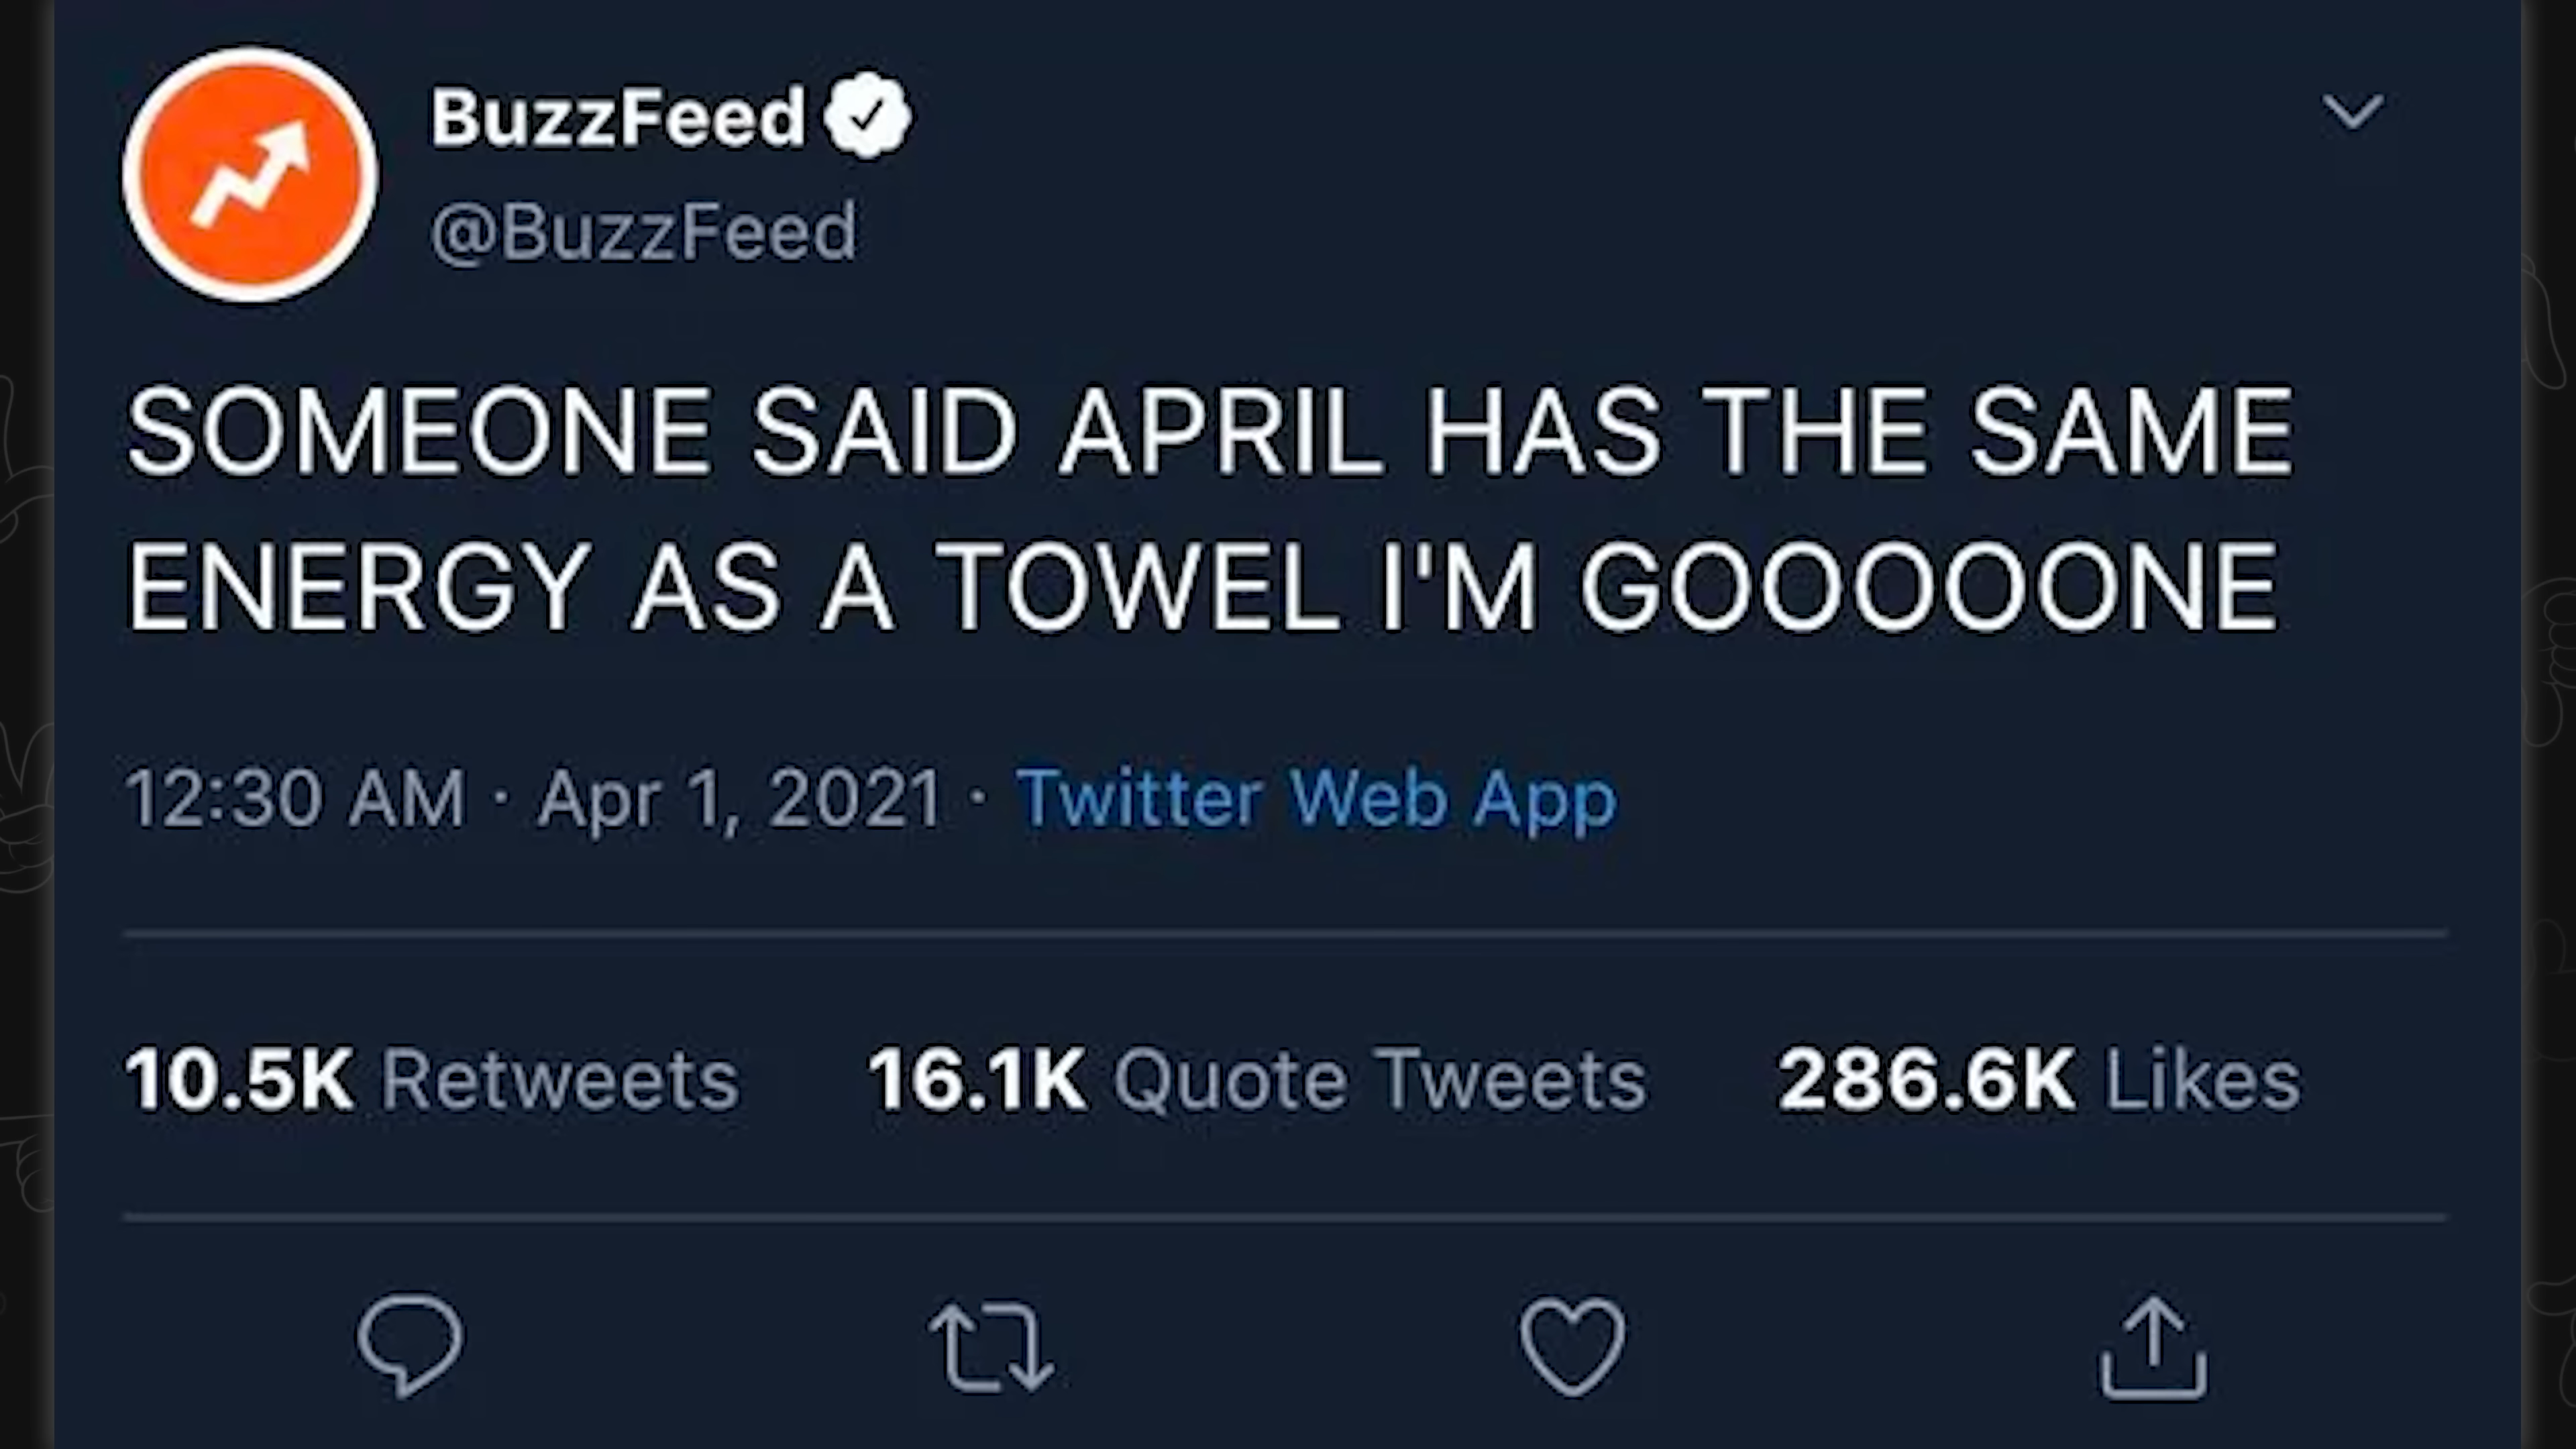 BuzzFeed
@BuzzFeed
SOMEONE SAID APRIL HAS THE SAME
ENERGY AS A TOWEL I'M GOOOOONE
12:30 AM · Apr 1, 2021 · Twitter Web App
10.5K Retweets 16.1K Quote Tweets 286.6K Likes